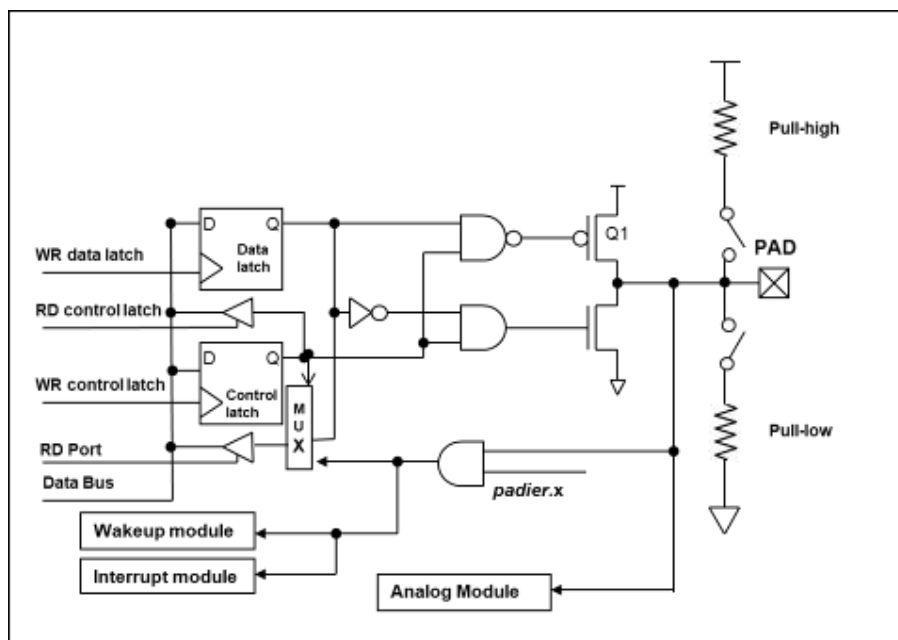 Pull-high
Q1
PAD
D Q
Data
latch
WR data latch
RD control latch
D Q
Control
latch
WR control latch
MUX
RD Port
Data Bus
padier.x
Pull-low
Wakeup module
Interrupt module
Analog Module